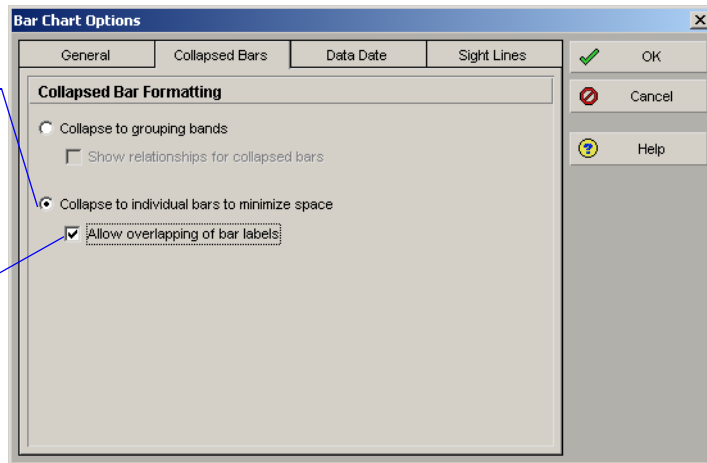 Bar Chart Options
General
Collapsed Bars
Data Date
Sight Lines
OK
Collapsed Bar Formatting
Cancel
Collapse to grouping bands
Show relationships for collapsed bars
Help
Collapse to individual bars to minimize space
Allow overlapping of bar labels